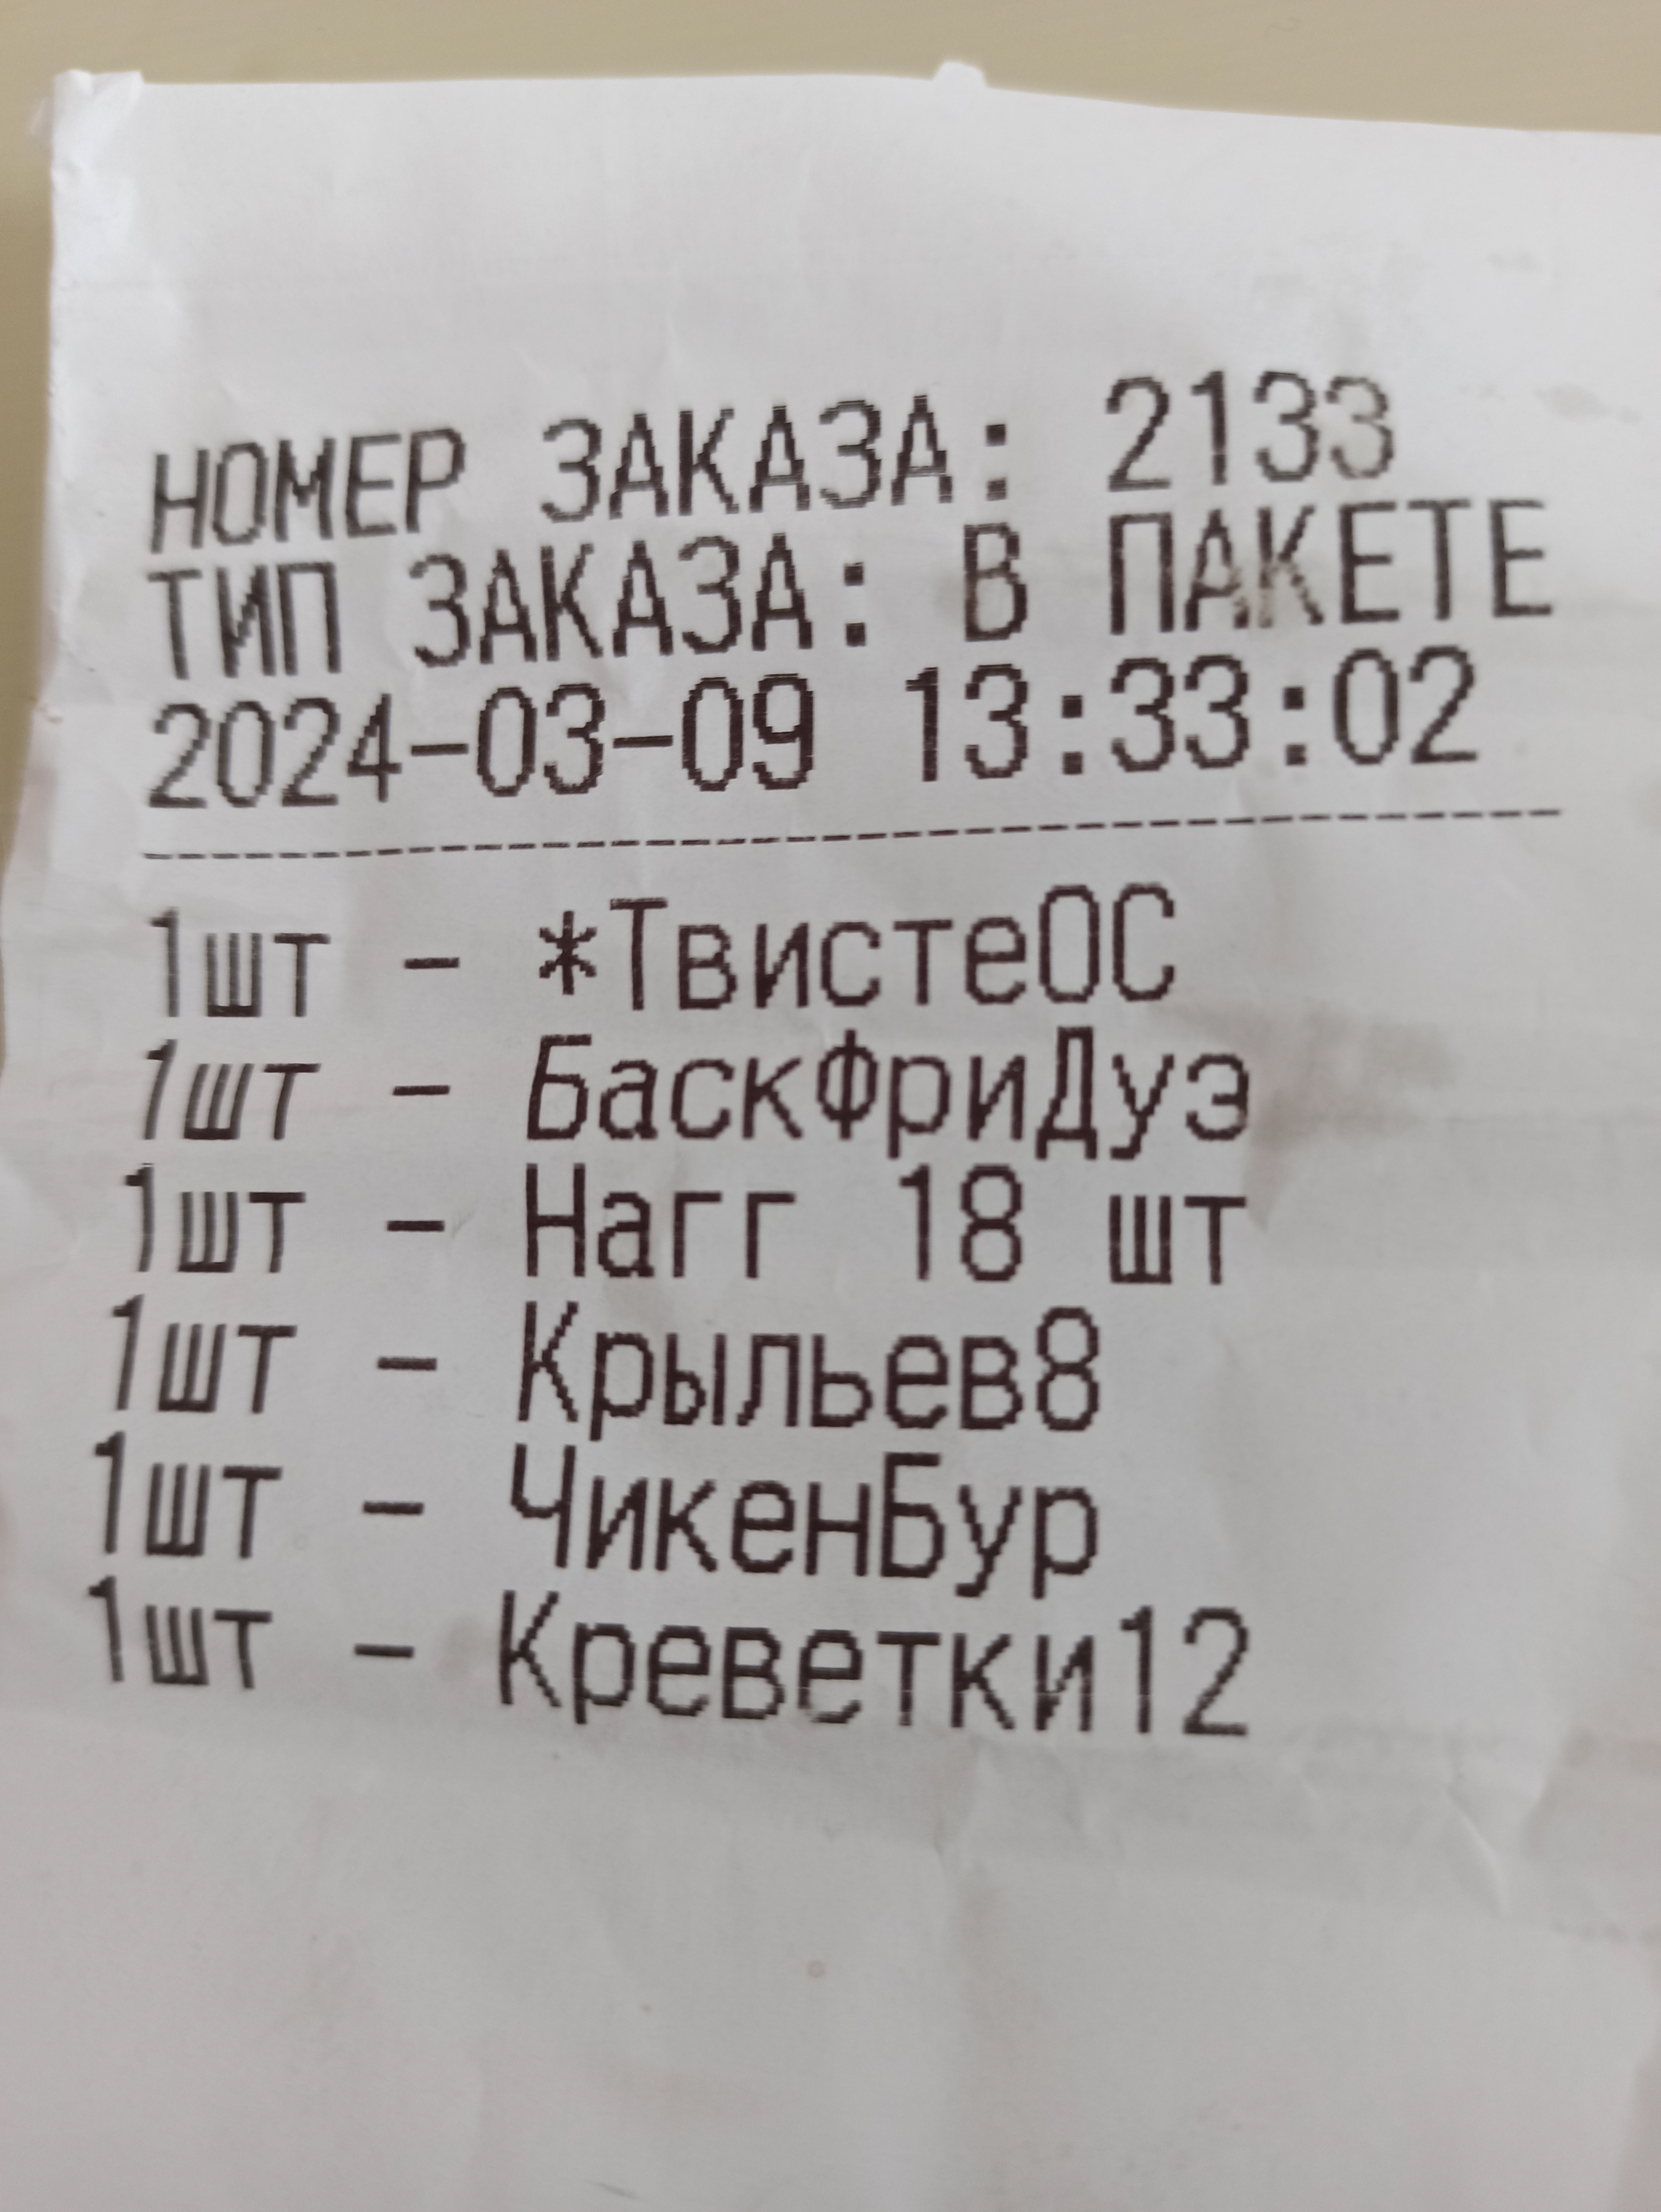 НОМЕР ЗАКАЗА: 2133
ТИП ЗАКАЗА: В ПАКЕТЕ
2024-03-09 13:33:02
1шт - *ТвистеОС
1шт - БаскФриДуэ
1шт - Нагг 18 шт
1шт - Крыльев8
1шт - ЧикенБур
1шт - Креветки12